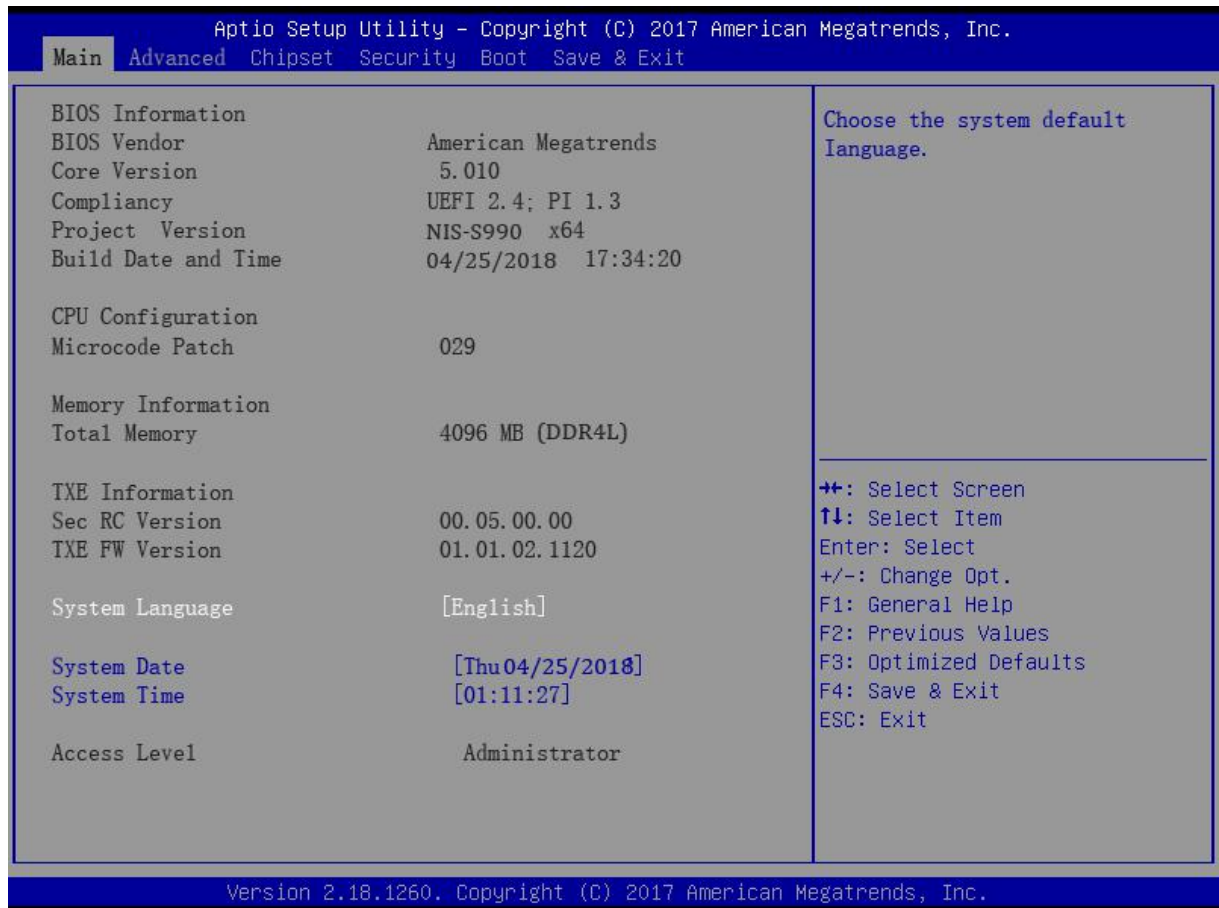 Aptio Setup Utility – Copyright (C) 2017 American Megatrends, Inc.
Main Advanced Chipset Security Boot Save & Exit
BIOS Information
BIOS Vendor American Megatrends
Core Version 5.010
Compliancy UEFI 2.4; PI 1.3
Project Version NIS-S990 x64
Build Date and Time 04/25/2018 17:34:20
CPU Configuration
Microcode Patch 029
Memory Information
Total Memory 4096 MB (DDR4L)
TXE Information
Sec RC Version 00.05.00.00
TXE FW Version 01.01.02.1120
System Language [English]
System Date [Thu 04/25/2018]
System Time [01:11:27]
Access Level Administrator
Choose the system default
Ianguage.
→←: Select Screen
↑↓: Select Item
Enter: Select
+/-: Change Opt.
F1: General Help
F2: Previous Values
F3: Optimized Defaults
F4: Save & Exit
ESC: Exit
Version 2.18.1260. Copyright (C) 2017 American Megatrends, Inc.